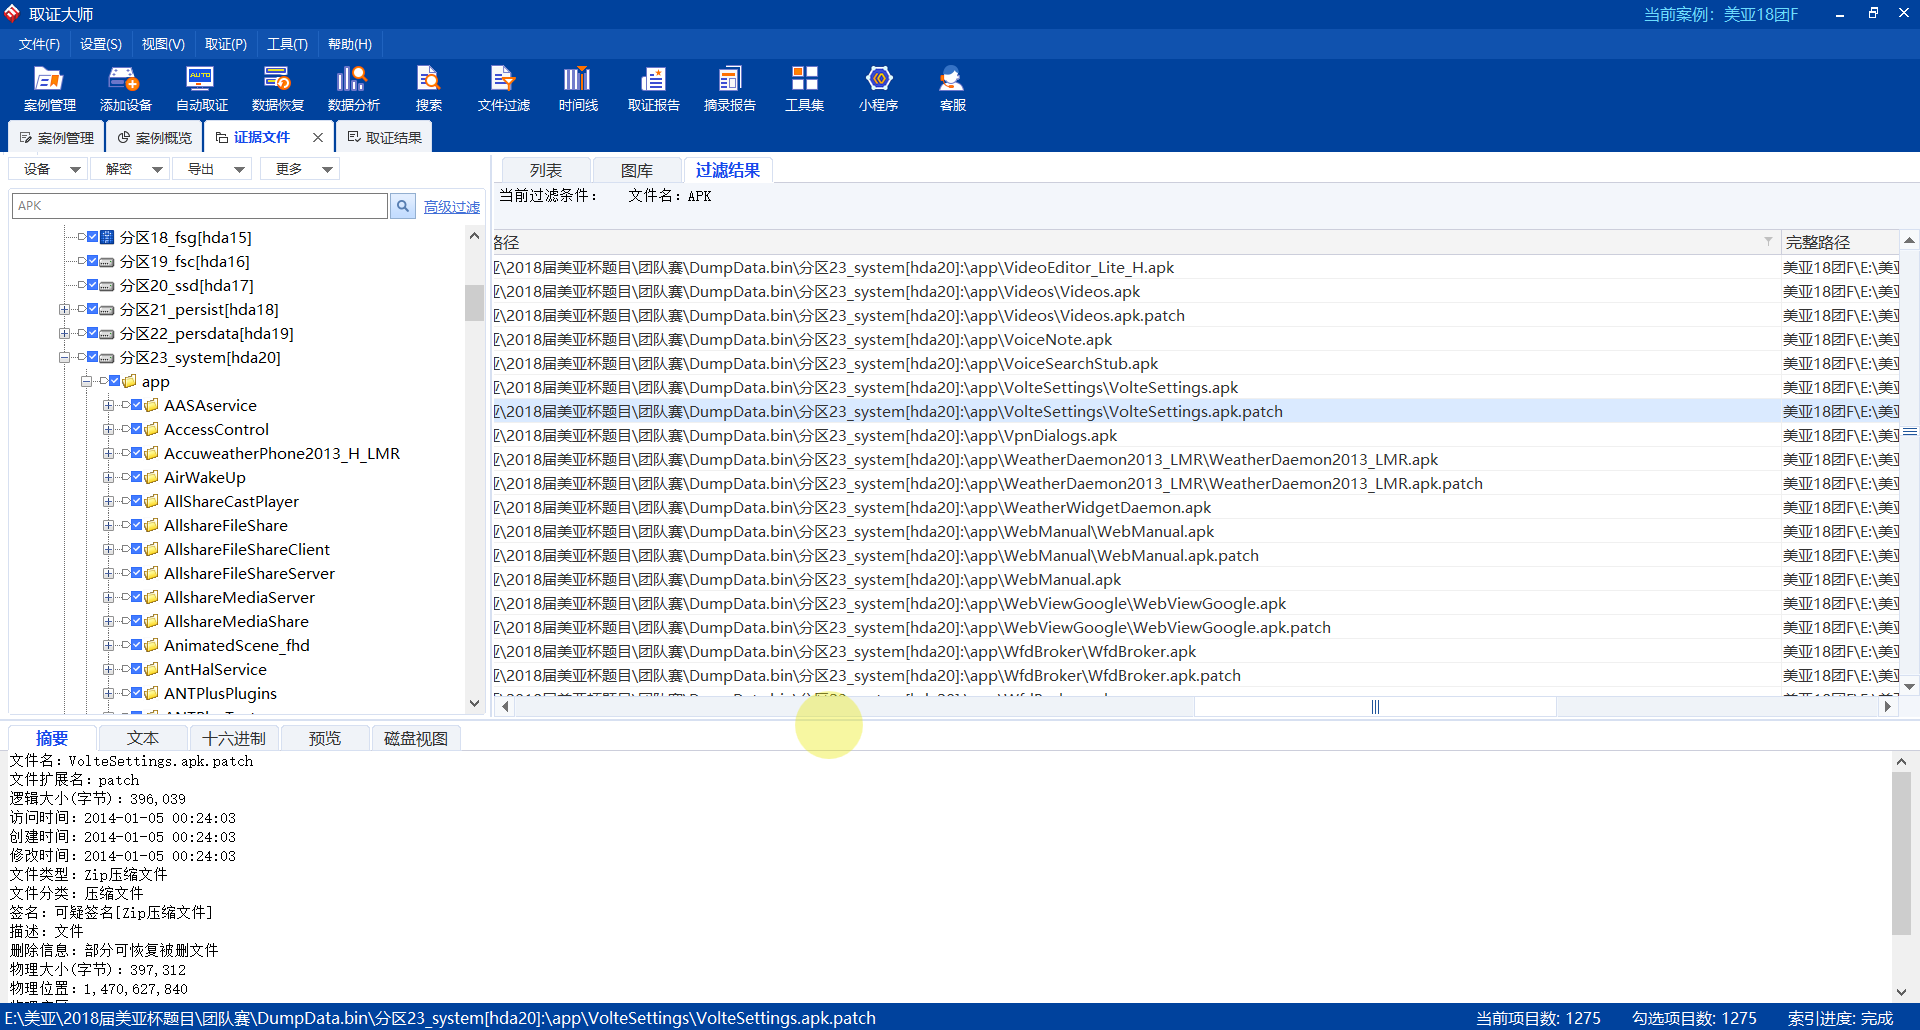 取证大师
当前案例：美亚18团F
文件(F) 设置(S) 视图(V) 取证(P) 工具(T) 帮助(H)
案例管理 添加设备 自动取证 数据恢复 数据分析 搜索 文件过滤 时间线 取证报告 摘录报告 工具集 小程序 客服
案例管理 案例概览 证据文件 取证结果
设备 解密 导出 更多
APK
高级过滤
分区18_fsg[hda15]
分区19_fsc[hda16]
分区20_ssd[hda17]
分区21_persist[hda18]
分区22_persdata[hda19]
分区23_system[hda20]
app
AASAservice
AccessControl
AccuweatherPhone2013_H_LMR
AirWakeUp
AllShareCastPlayer
AllshareFileShare
AllshareFileShareClient
AllshareFileShareServer
AllshareMediaServer
AllshareMediaShare
AnimatedScene_fhd
AntHalService
ANTPlusPlugins
列表 图库 过滤结果
当前过滤条件： 文件名：APK
路径 完整路径
\2018届美亚杯题目\团队赛\DumpData.bin\分区23_system[hda20]:\app\VideoEditor_Lite_H.apk 美亚18团F\E:\美
\2018届美亚杯题目\团队赛\DumpData.bin\分区23_system[hda20]:\app\Videos\Videos.apk 美亚18团F\E:\美
\2018届美亚杯题目\团队赛\DumpData.bin\分区23_system[hda20]:\app\Videos\Videos.apk.patch 美亚18团F\E:\美
\2018届美亚杯题目\团队赛\DumpData.bin\分区23_system[hda20]:\app\VoiceNote.apk 美亚18团F\E:\美
\2018届美亚杯题目\团队赛\DumpData.bin\分区23_system[hda20]:\app\VoiceSearchStub.apk 美亚18团F\E:\美
\2018届美亚杯题目\团队赛\DumpData.bin\分区23_system[hda20]:\app\VolteSettings\VolteSettings.apk 美亚18团F\E:\美
\2018届美亚杯题目\团队赛\DumpData.bin\分区23_system[hda20]:\app\VolteSettings\VolteSettings.apk.patch 美亚18团F\E:\美
\2018届美亚杯题目\团队赛\DumpData.bin\分区23_system[hda20]:\app\VpnDialogs.apk 美亚18团F\E:\美
\2018届美亚杯题目\团队赛\DumpData.bin\分区23_system[hda20]:\app\WeatherDaemon2013_LMR\WeatherDaemon2013_LMR.apk 美亚18团F\E:\美
\2018届美亚杯题目\团队赛\DumpData.bin\分区23_system[hda20]:\app\WeatherDaemon2013_LMR\WeatherDaemon2013_LMR.apk.patch 美亚18团F\E:\美
\2018届美亚杯题目\团队赛\DumpData.bin\分区23_system[hda20]:\app\WeatherWidgetDaemon.apk 美亚18团F\E:\美
\2018届美亚杯题目\团队赛\DumpData.bin\分区23_system[hda20]:\app\WebManual\WebManual.apk 美亚18团F\E:\美
\2018届美亚杯题目\团队赛\DumpData.bin\分区23_system[hda20]:\app\WebManual\WebManual.apk.patch 美亚18团F\E:\美
\2018届美亚杯题目\团队赛\DumpData.bin\分区23_system[hda20]:\app\WebManual.apk 美亚18团F\E:\美
\2018届美亚杯题目\团队赛\DumpData.bin\分区23_system[hda20]:\app\WebViewGoogle\WebViewGoogle.apk 美亚18团F\E:\美
\2018届美亚杯题目\团队赛\DumpData.bin\分区23_system[hda20]:\app\WebViewGoogle\WebViewGoogle.apk.patch 美亚18团F\E:\美
\2018届美亚杯题目\团队赛\DumpData.bin\分区23_system[hda20]:\app\WfdBroker\WfdBroker.apk 美亚18团F\E:\美
\2018届美亚杯题目\团队赛\DumpData.bin\分区23_system[hda20]:\app\WfdBroker\WfdBroker.apk.patch 美亚18团F\E:\美
摘要 文本 十六进制 预览 磁盘视图
文件名：VolteSettings.apk.patch
文件扩展名：patch
逻辑大小(字节)：396,039
访问时间：2014-01-05 00:24:03
创建时间：2014-01-05 00:24:03
修改时间：2014-01-05 00:24:03
文件类型：Zip压缩文件
文件分类：压缩文件
签名：可疑签名[Zip压缩文件]
描述：文件
删除信息：部分可恢复被删文件
物理大小(字节)：397,312
物理位置：1,470,627,840
E:\美亚\2018届美亚杯题目\团队赛\DumpData.bin\分区23_system[hda20]:\app\VolteSettings\VolteSettings.apk.patch
当前项目数: 1275 勾选项目数: 1275 索引进度: 完成